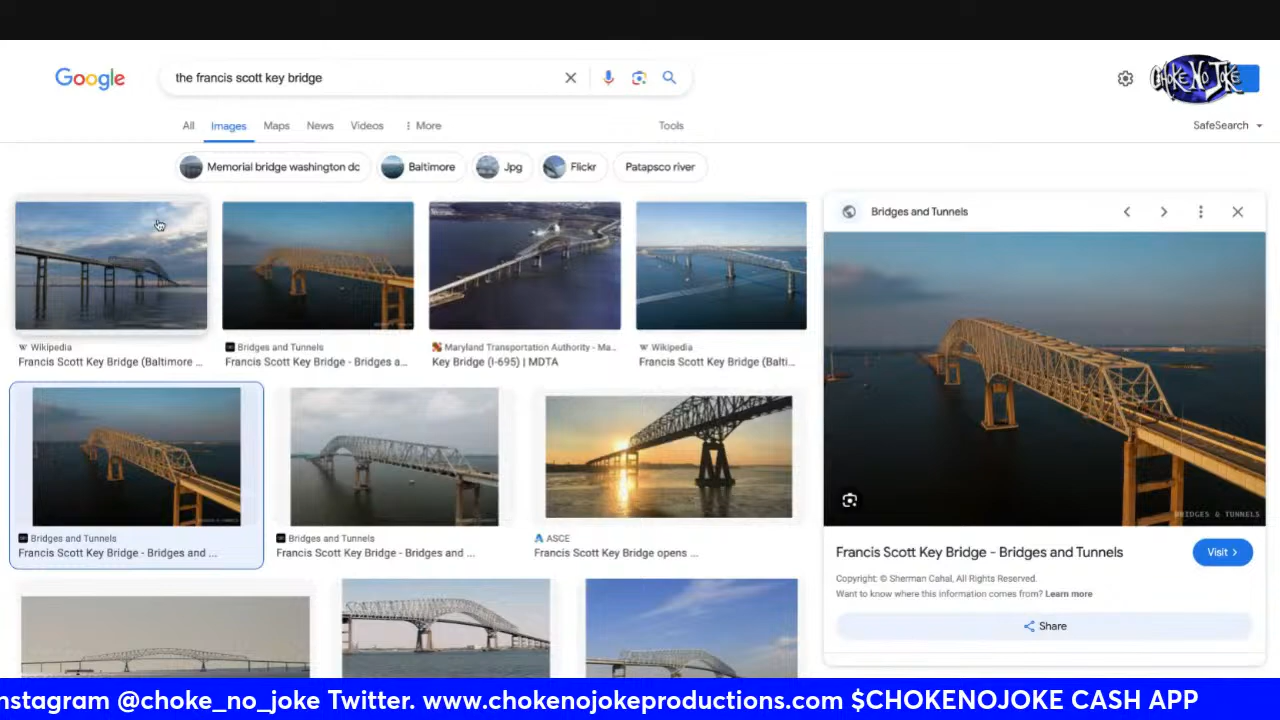 Google
the francis scott key bridge
CHOKE NO JOKE
All
Images
Maps
News
Videos
More
Tools
SafeSearch
Memorial bridge washington dc
Baltimore
Jpg
Flickr
Patapsco river
Bridges and Tunnels
W Wikipedia
Francis Scott Key Bridge (Baltimore ...
Bridges and Tunnels
Francis Scott Key Bridge - Bridges a...
Maryland Transportation Authority - Ma...
Key Bridge (I-695) | MDTA
W Wikipedia
Francis Scott Key Bridge (Balti...
BRIDGES & TUNNELS
Bridges and Tunnels
Francis Scott Key Bridge - Bridges and ...
Bridges and Tunnels
Francis Scott Key Bridge - Bridges and ...
ASCE
Francis Scott Key Bridge opens ...
Francis Scott Key Bridge - Bridges and Tunnels
Visit
Copyright: © Sherman Cahal, All Rights Reserved.
Want to know where this information comes from? Learn more
Share
nstagram @choke_no_joke Twitter. www.chokenojokeproductions.com $CHOKENOJOKE CASH APP